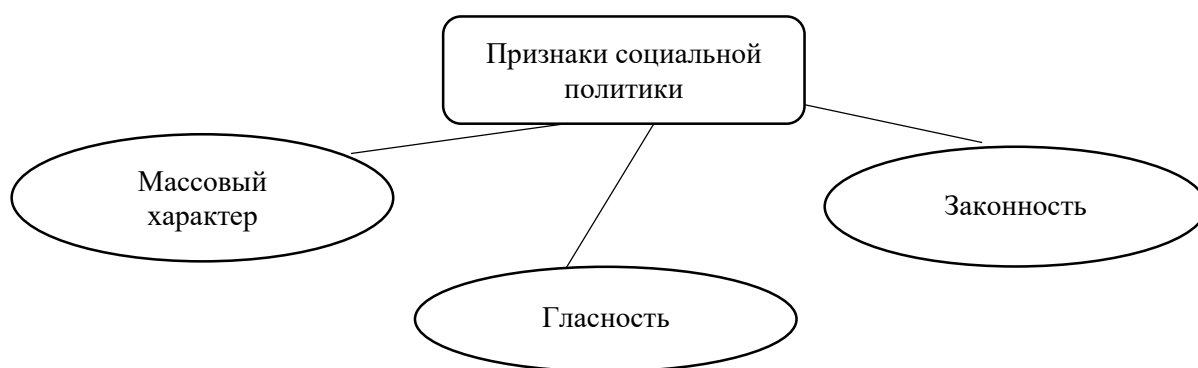 Признаки социальной
политики
Массовый
характер
Законность
Гласность